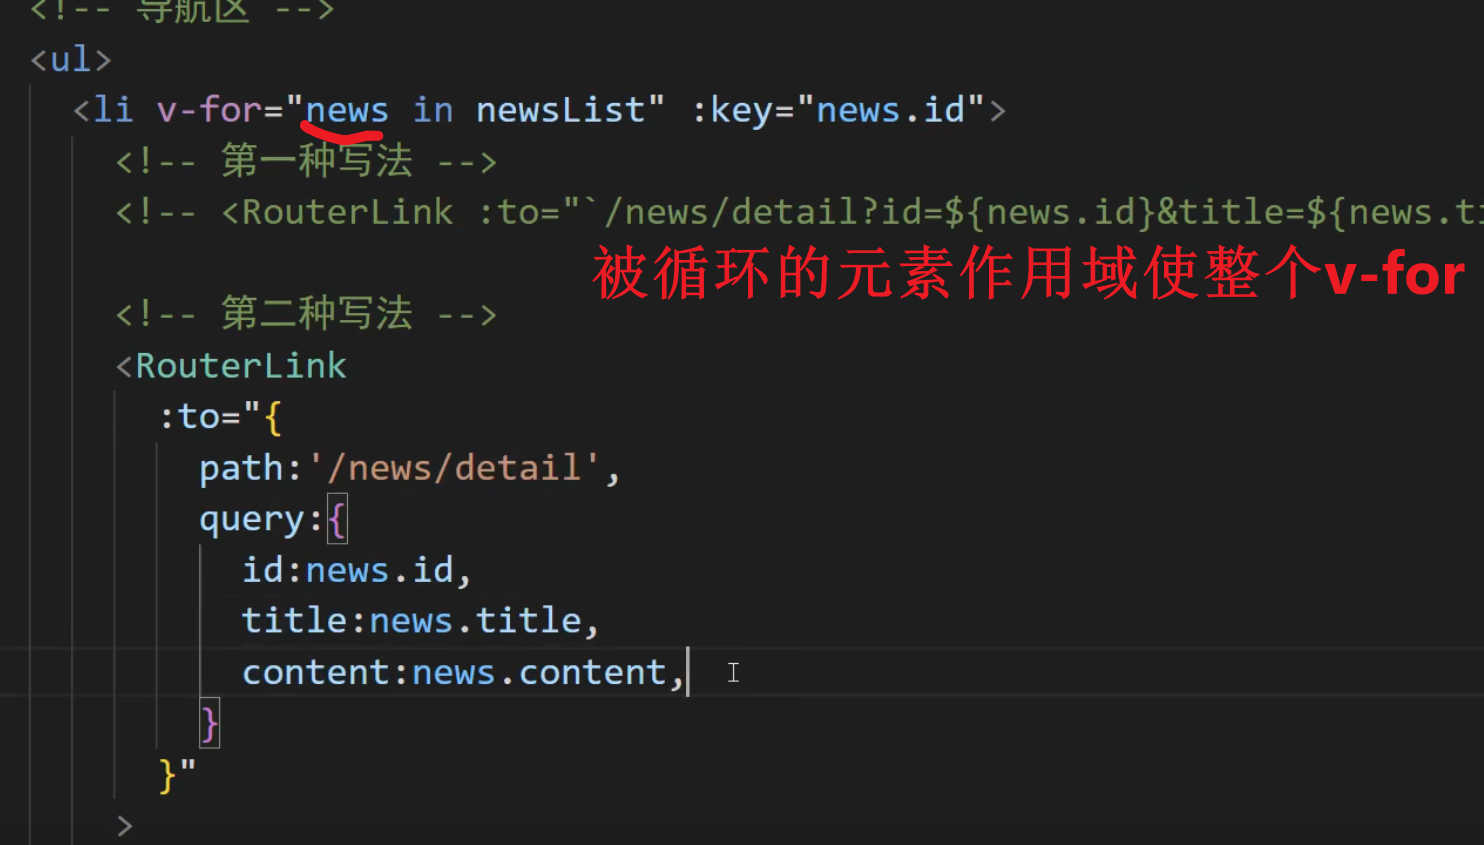 <!-- 导航区 -->
<ul>
<li v-for="news in newsList" :key="news.id">
<!-- 第一种写法 -->
<!-- <RouterLink :to="`/news/detail?id=${news.id}&title=${news.ti
被循环的元素作用域使整个v-for
<!-- 第二种写法 -->
<RouterLink
:to="{
path:'/news/detail',
query:{
id:news.id,
title:news.title,
content:news.content,
}
}"
>